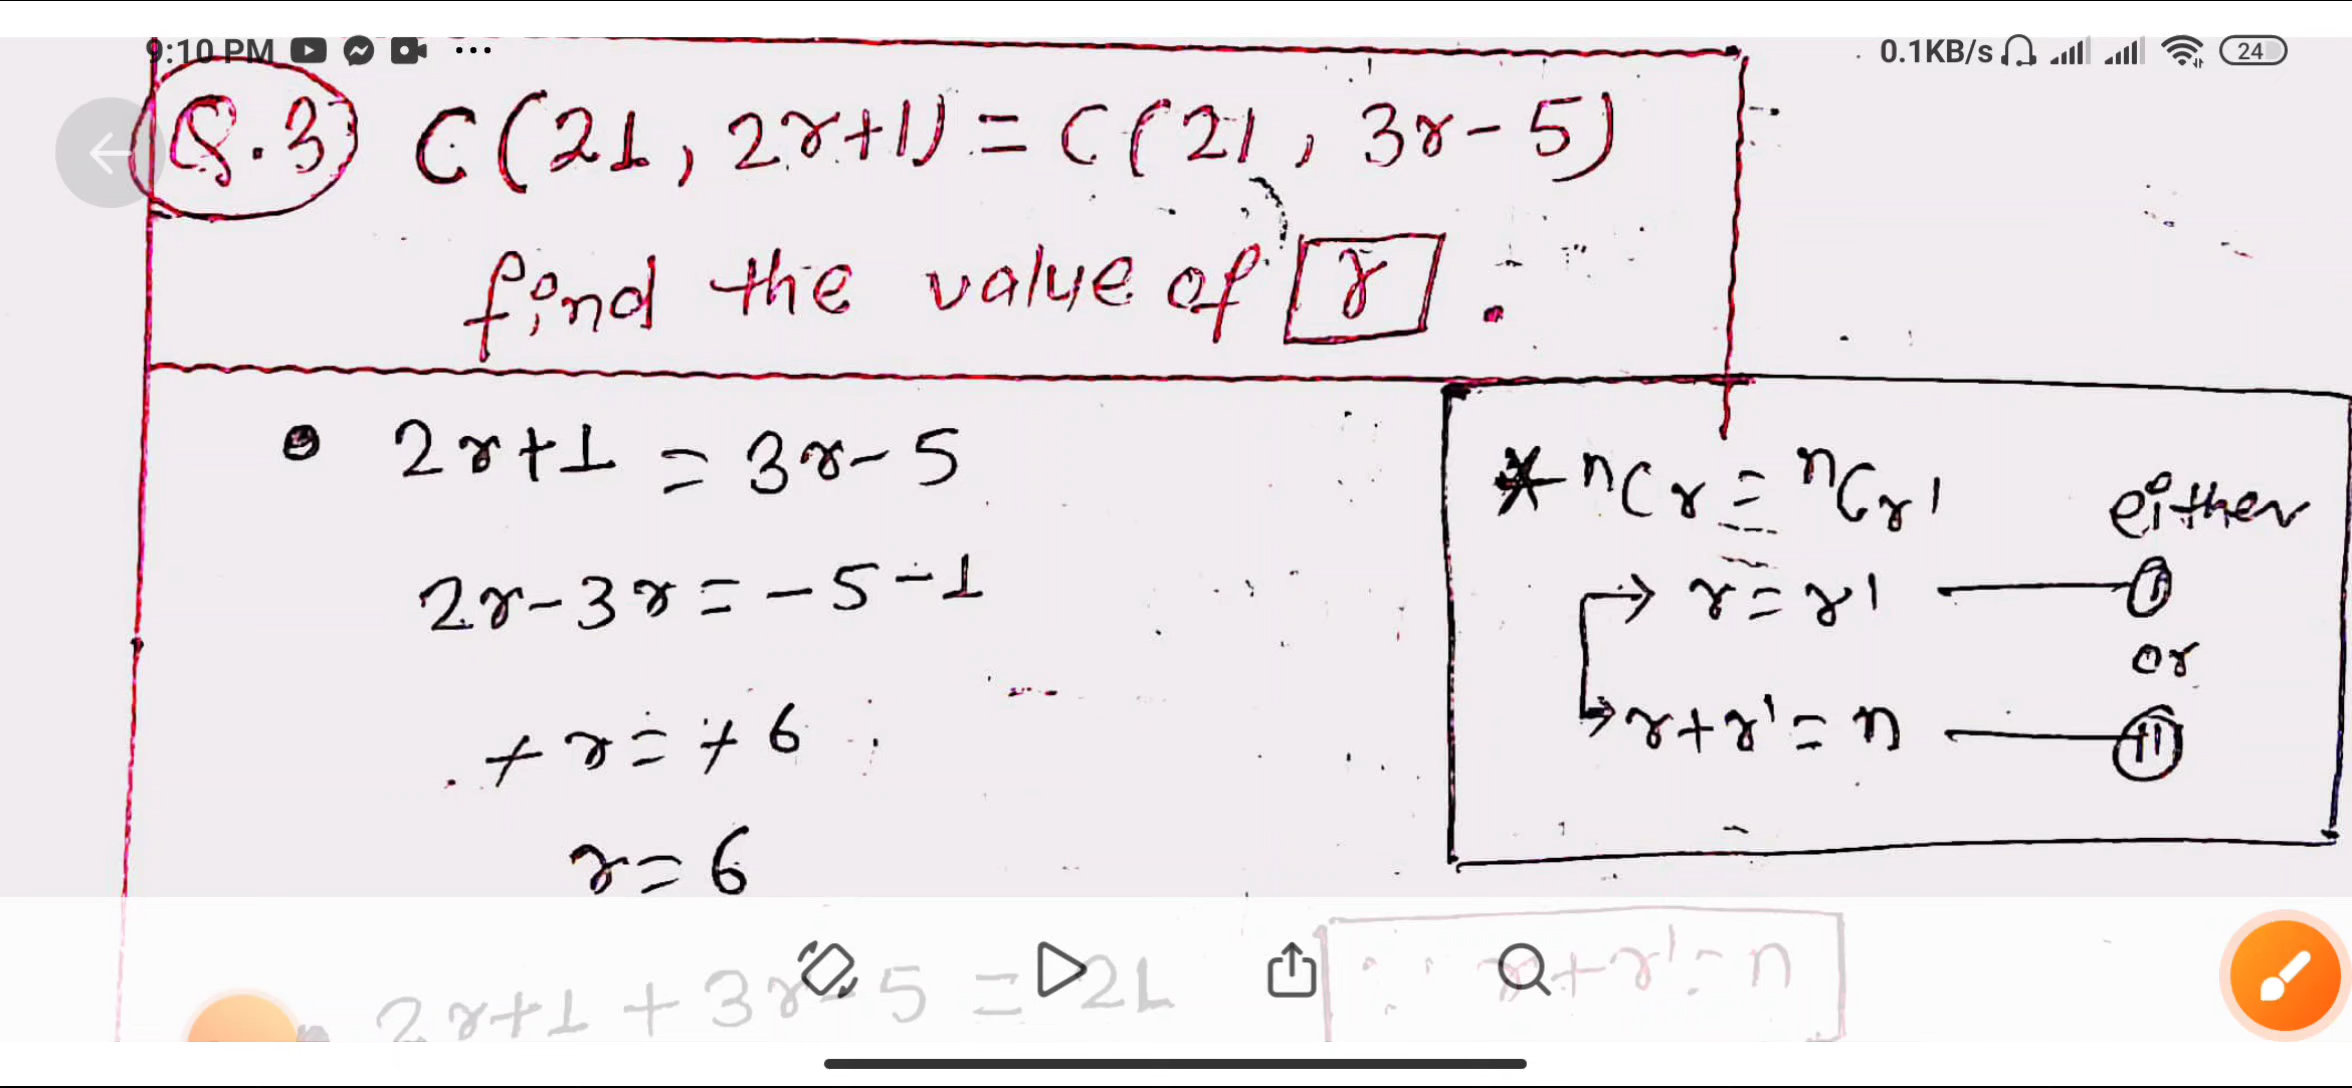 9:10 PM ... 0.1KB/s 24
Q.3) C(21, 2r+1) = C(21, 3r-5)
find the value of r.
2r+1 = 3r-5
2r-3r = -5-1
+r = +6
r = 6
* nCr = nCr' either
→ r = r' — (i)
or
→ r+r' = n — (ii)
2r+1+3r-5 = 21
∴ r+r' = n